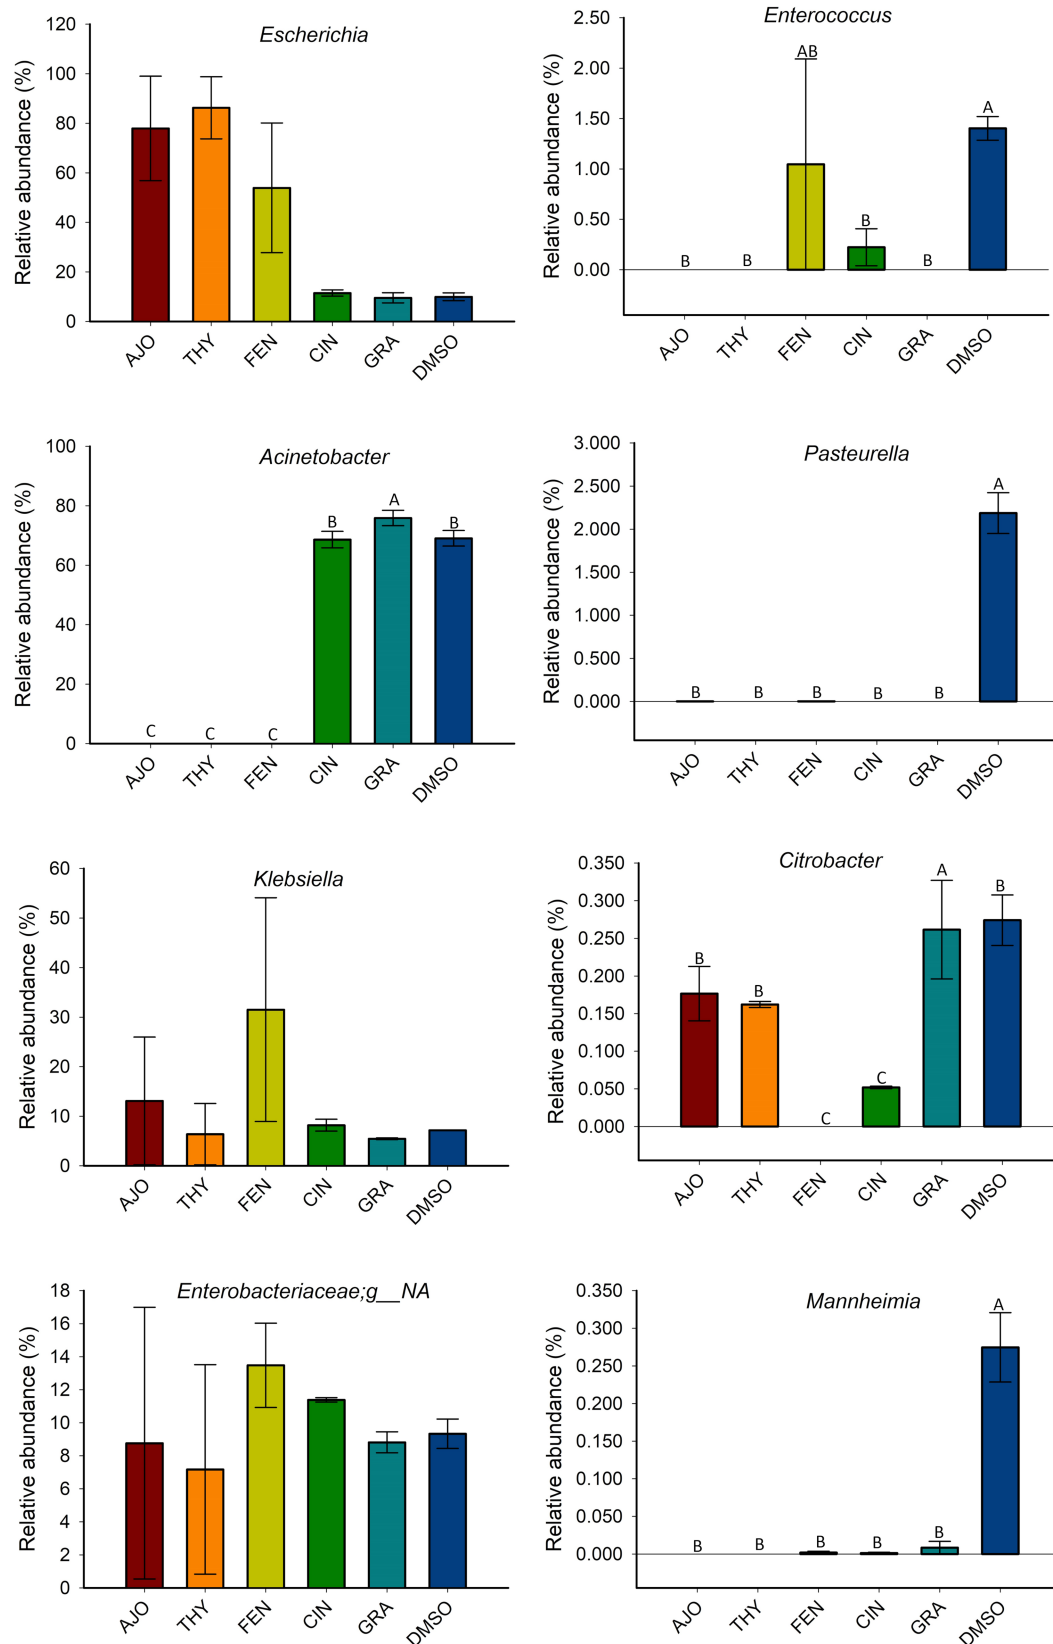 Escherichia
Relative abundance (%)
120
100
80
60
40
20
0
AJO THY FEN CIN GRA DMSO
Enterococcus
Relative abundance (%)
2.50
2.00
1.50
1.00
0.50
0.00
B B AB B B A
AJO THY FEN CIN GRA DMSO
Acinetobacter
Relative abundance (%)
100
80
60
40
20
0
C C C B A B
AJO THY FEN CIN GRA DMSO
Pasteurella
Relative abundance (%)
3.000
2.500
2.000
1.500
1.000
0.500
0.000
B B B B B A
AJO THY FEN CIN GRA DMSO
Klebsiella
Relative abundance (%)
60
50
40
30
20
10
0
AJO THY FEN CIN GRA DMSO
Citrobacter
Relative abundance (%)
0.350
0.300
0.250
0.200
0.150
0.100
0.050
0.000
B B C C A B
AJO THY FEN CIN GRA DMSO
Enterobacteriaceae;g__NA
Relative abundance (%)
18
16
14
12
10
8
6
4
2
0
AJO THY FEN CIN GRA DMSO
Mannheimia
Relative abundance (%)
0.350
0.300
0.250
0.200
0.150
0.100
0.050
0.000
B B B B B A
AJO THY FEN CIN GRA DMSO